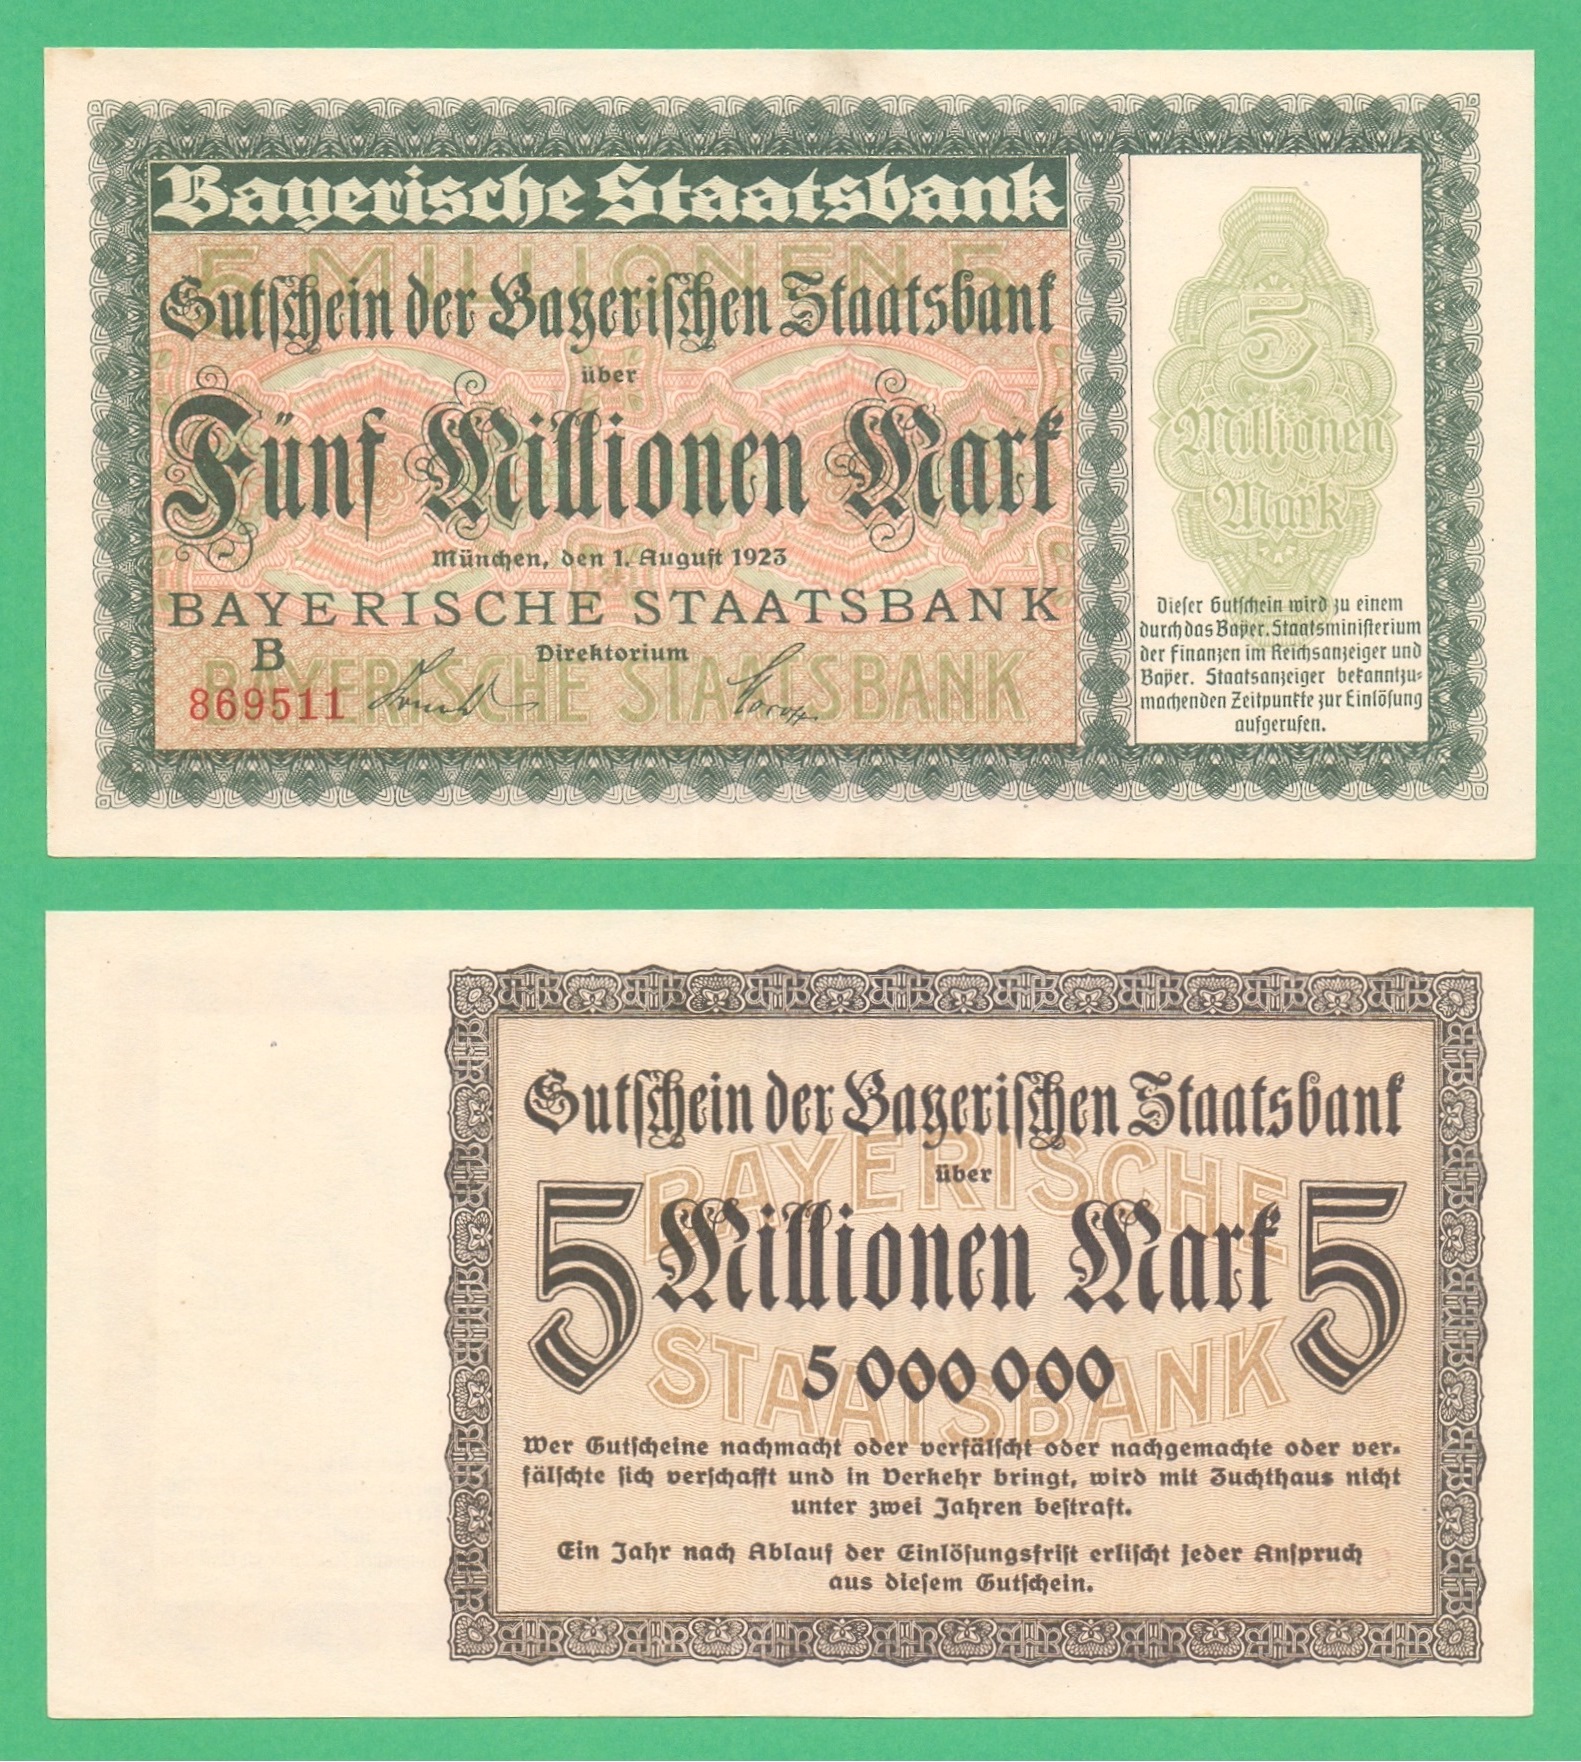 Bayerische Staatsbank
5 MILLIONEN 5
Gutschein der Bayerischen Staatsbank
über
Fünf Millionen Mark
München, den 1. August 1923
BAYERISCHE STAATSBANK
B
Direktorium
869511
BAYERISCHE STAATSBANK
5
Millionen
Mark
Dieser Gutschein wird zu einem
durch das Bayer. Staatsministerium
der Finanzen im Reichsanzeiger und
Bayer. Staatsanzeiger bekanntzu-
machenden Zeitpunkte zur Einlösung
aufgerufen.
Gutschein der Bayerischen Staatsbank
BAYERISCHE
über
5 Millionen Mark 5
5 000 000
STAATSBANK
Wer Gutscheine nachmacht oder verfälscht oder nachgemachte oder ver-
fälschte sich verschafft und in Verkehr bringt, wird mit Zuchthaus nicht
unter zwei Jahren bestraft.
Ein Jahr nach Ablauf der Einlösungsfrist erlischt jeder Anspruch
aus diesem Gutschein.